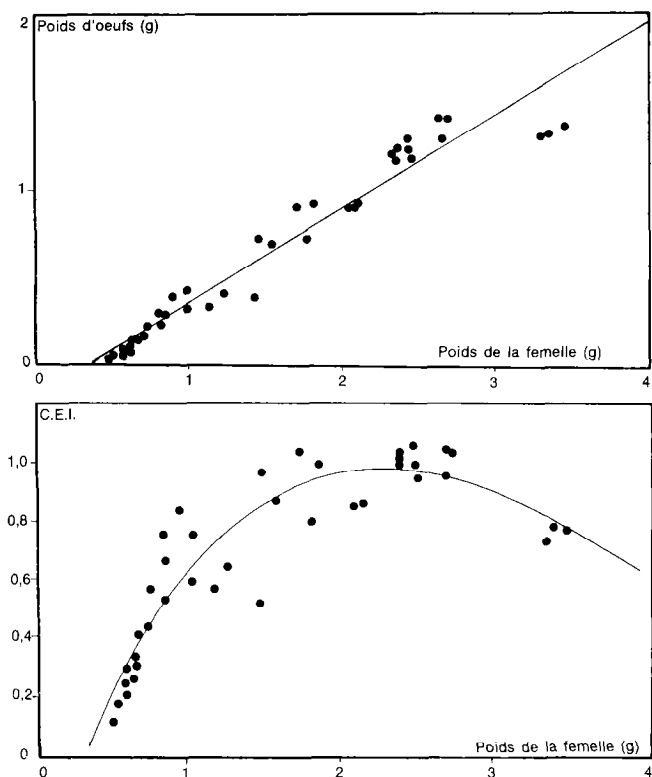 2
Poids d'oeufs (g)
1
0
Poids de la femelle (g)
0 1 2 3 4
C.E.I.
1,0
0,8
0,6
0,4
0,2
0
Poids de la femelle (g)
0 1 2 3 4